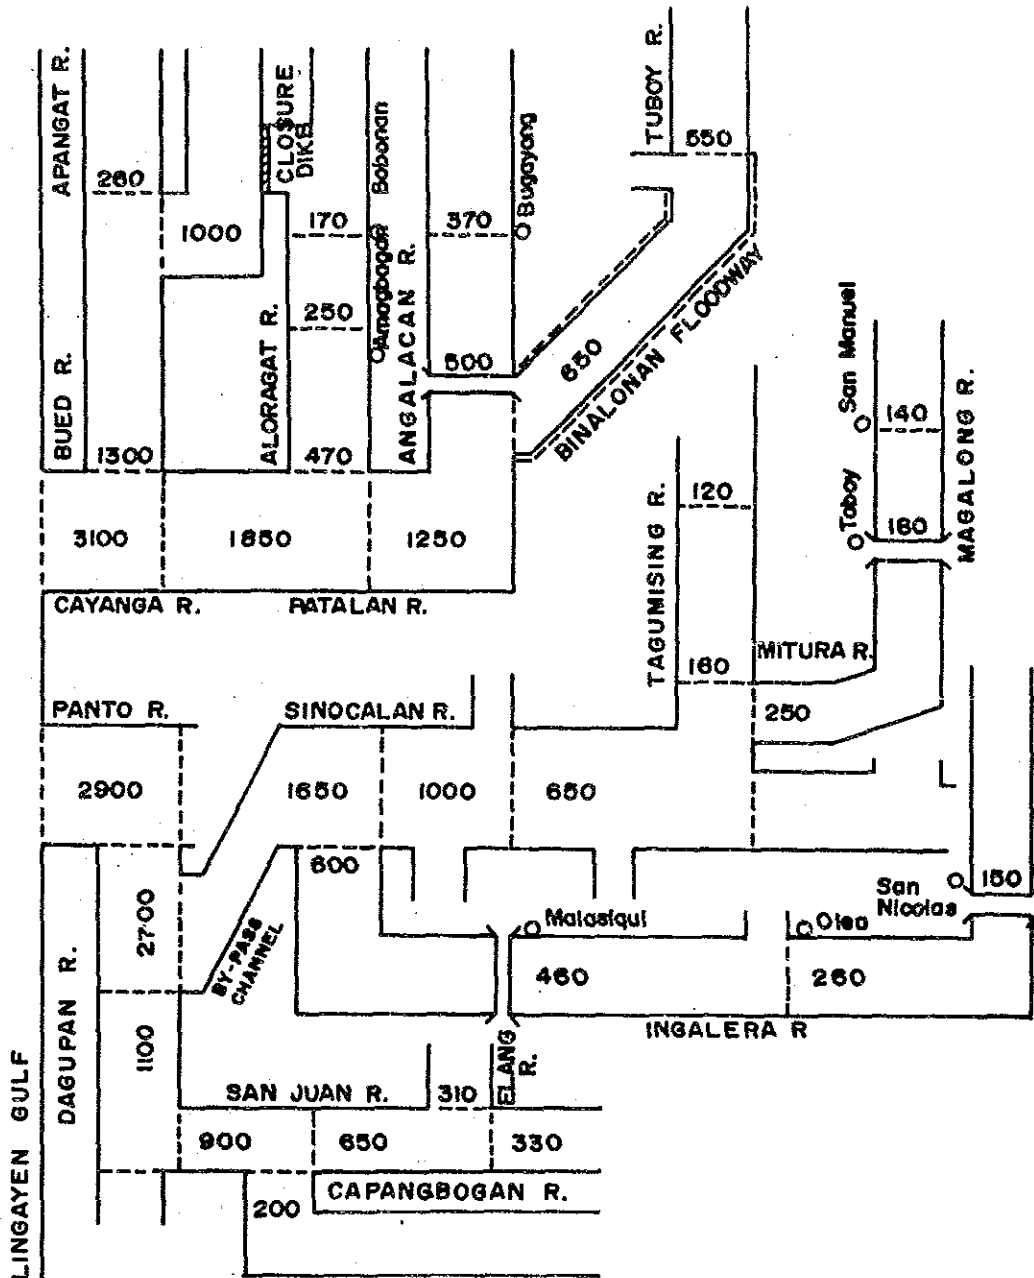 APANGAT R.
CLOSURE
DIKE
Bobonan
Bugayong
TUBOY R.
550
260
170
370
1000
Amagbagan
ANGALACAN R.
250
ALORAGAT R.
BUED R.
500
650
BINALONAN FLOODWAY
San Manuel
140
MAGALONG R.
1300
470
120
Taboy
160
3100
1850
1250
CAYANGA R.
PATALAN R.
TAGUMISING R.
160
MITURA R.
250
PANTO R.
SINOCALAN R.
2900
1650
1000
650
600
2700
BY-PASS
CHANNEL
Malasiqui
Olea
San
Nicolas
150
460
260
INGALERA R
DAGUPAN R.
1100
ELANG
R.
SAN JUAN R.
310
900
650
330
CAPANGBOGAN R.
200
LINGAYEN GULF